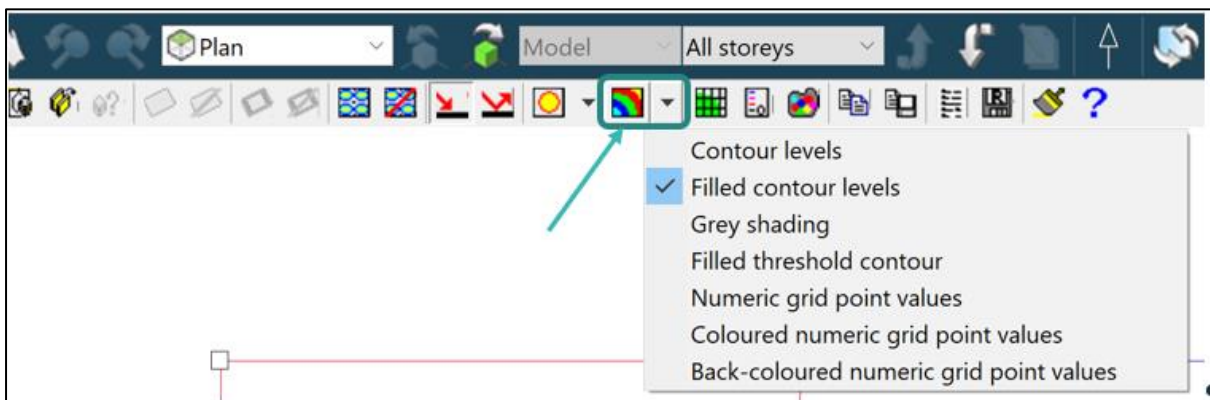 Plan
Model
All storeys
?
?
R
Contour levels
Filled contour levels
Grey shading
Filled threshold contour
Numeric grid point values
Coloured numeric grid point values
Back-coloured numeric grid point values